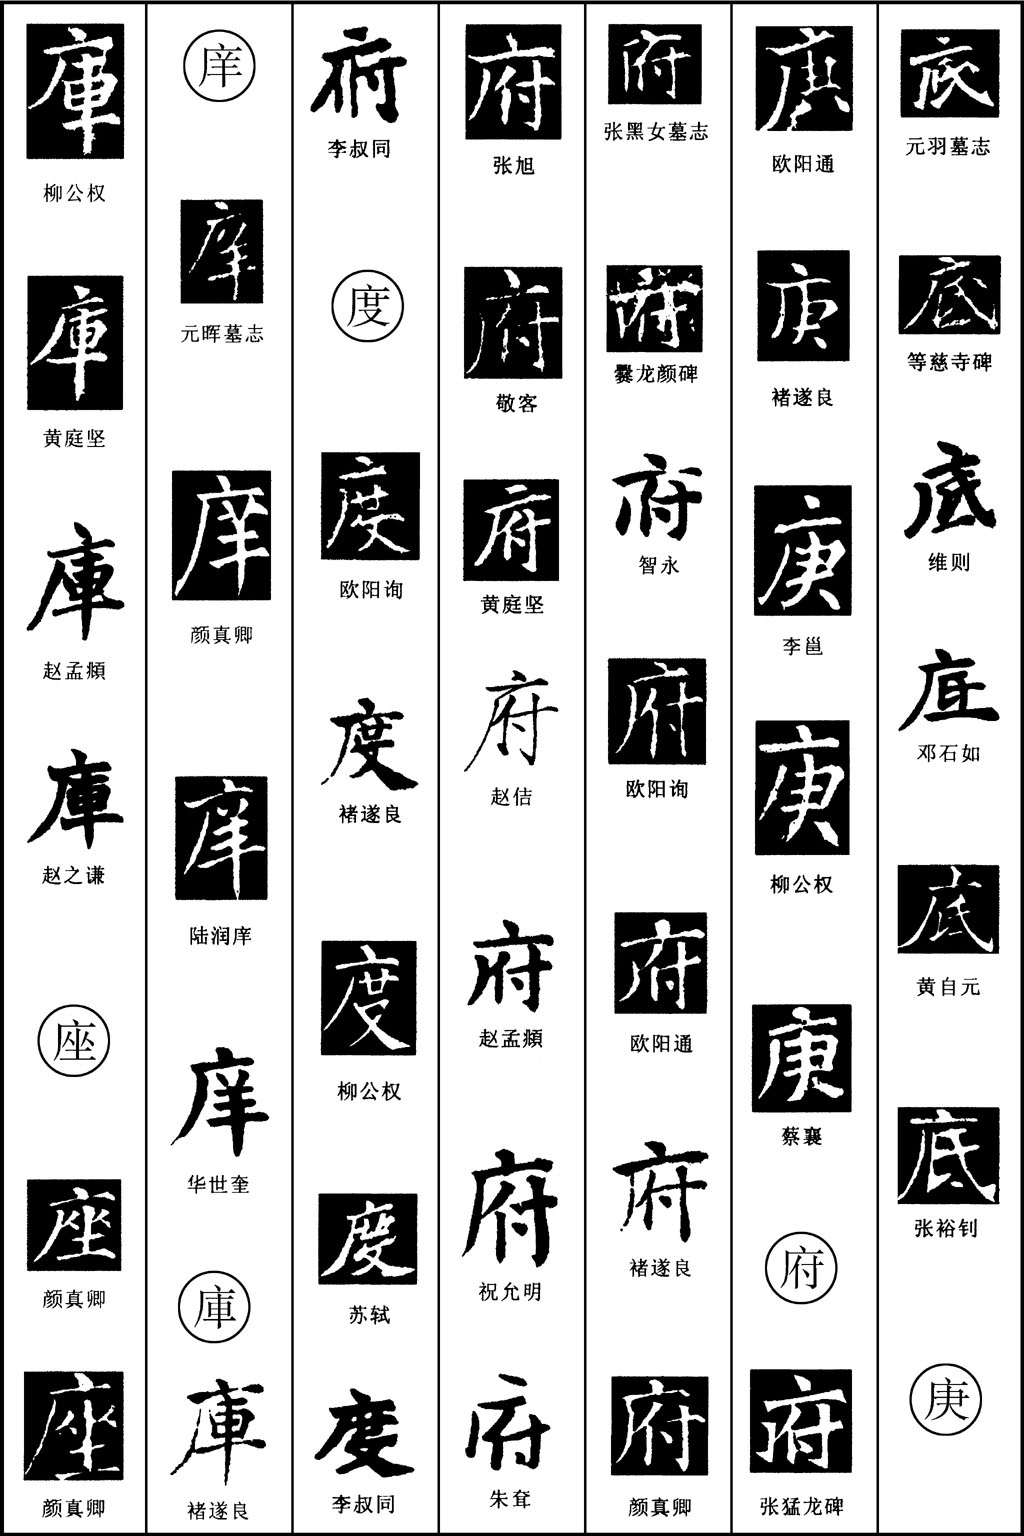 底
元羽墓志
底
等慈寺碑
底
维则
底
邓石如
底
黄自元
底
张裕钊
庚
庚
欧阳通
庚
褚遂良
庚
李邕
庚
柳公权
庚
蔡襄
府
府
张猛龙碑
府
张黑女墓志
府
爨龙颜碑
府
智永
府
欧阳询
府
欧阳通
府
褚遂良
府
颜真卿
府
张旭
府
敬客
府
黄庭坚
府
赵佶
府
赵孟頫
府
祝允明
府
朱耷
府
李叔同
度
度
欧阳询
度
褚遂良
度
柳公权
度
苏轼
度
李叔同
庠
庠
元晖墓志
庠
颜真卿
庠
陆润庠
庠
华世奎
庫
庫
褚遂良
庫
柳公权
庫
黄庭坚
庫
赵孟頫
庫
赵之谦
座
座
颜真卿
座
颜真卿